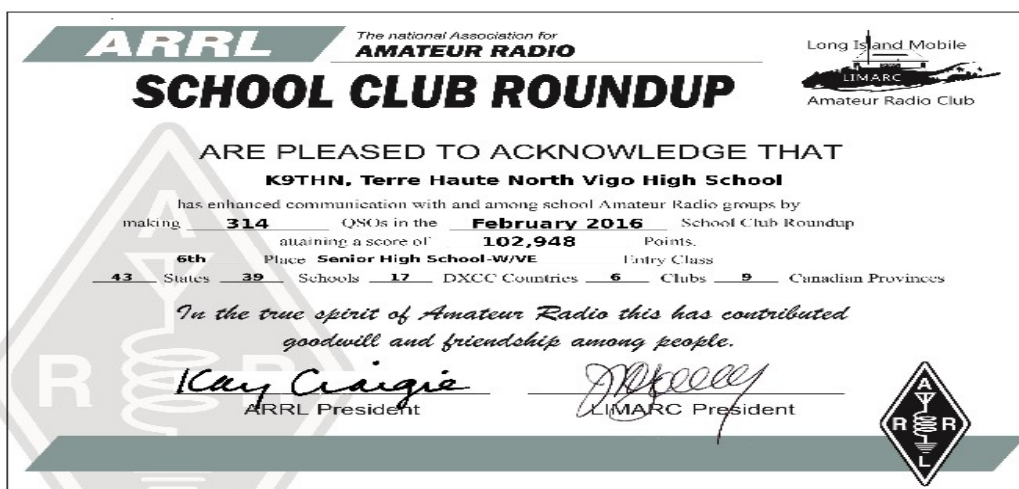 ARRL The national Association for
AMATEUR RADIO
SCHOOL CLUB ROUNDUP
Long Island Mobile
LIMARC
Amateur Radio Club
ARE PLEASED TO ACKNOWLEDGE THAT
K9THN, Terre Haute North Vigo High School
has enhanced communication with and among school Amateur Radio groups by
making 314 QSOs in the February 2016 School Club Roundup
attaining a score of 102,948 Points.
6th Place Senior High School-W/VE Entry Class
43 States 39 Schools 17 DXCC Countries 6 Clubs 9 Canadian Provinces
In the true spirit of Amateur Radio this has contributed
goodwill and friendship among people.
Kay Craigie
ARRL President LIMARC President
A
R R
L
A
R R